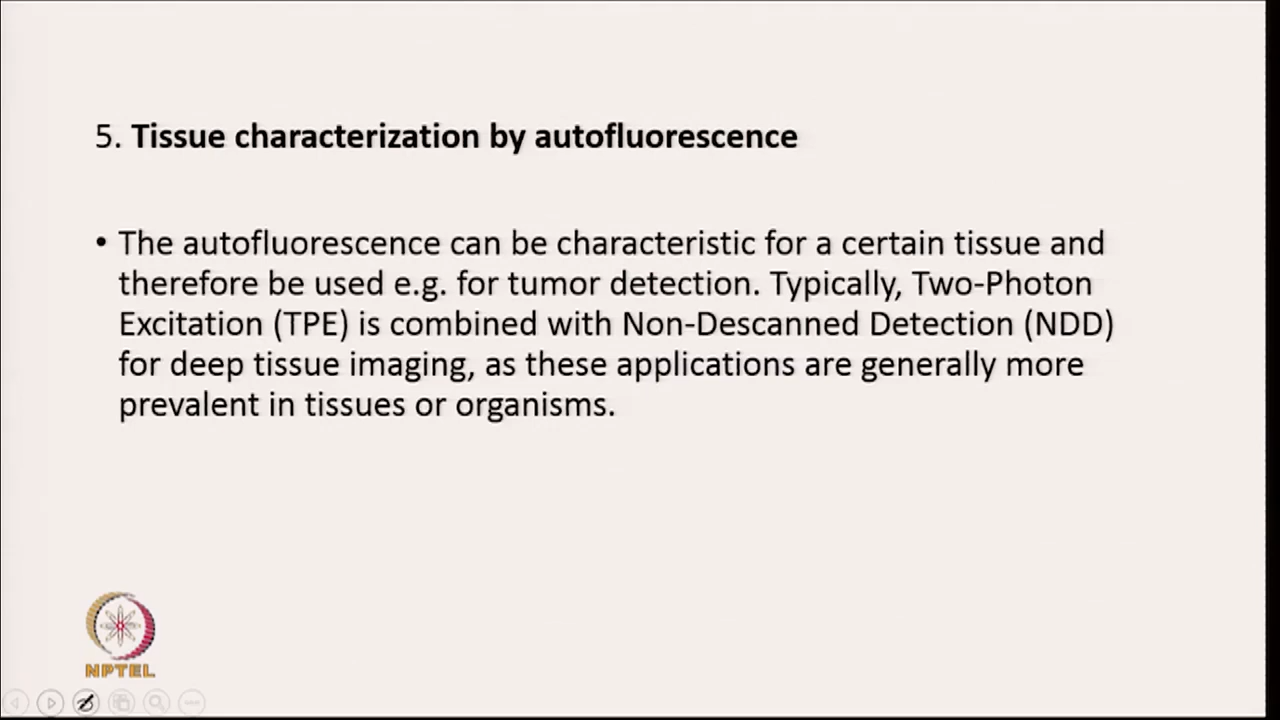 5. Tissue characterization by autofluorescence
• The autofluorescence can be characteristic for a certain tissue and
therefore be used e.g. for tumor detection. Typically, Two-Photon
Excitation (TPE) is combined with Non-Descanned Detection (NDD)
for deep tissue imaging, as these applications are generally more
prevalent in tissues or organisms.
NPTEL